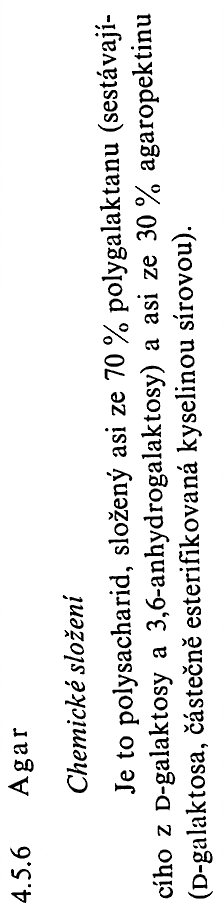 4.5.6 Agar
Chemické složení
Je to polysacharid, složený asi ze 70 % polygalaktanu (sestávají-
cího z D-galaktosy a 3,6-anhydrogalaktosy) a asi ze 30 % agaropektinu
(D-galaktosa, částečně esterifikovaná kyselinou sírovou).